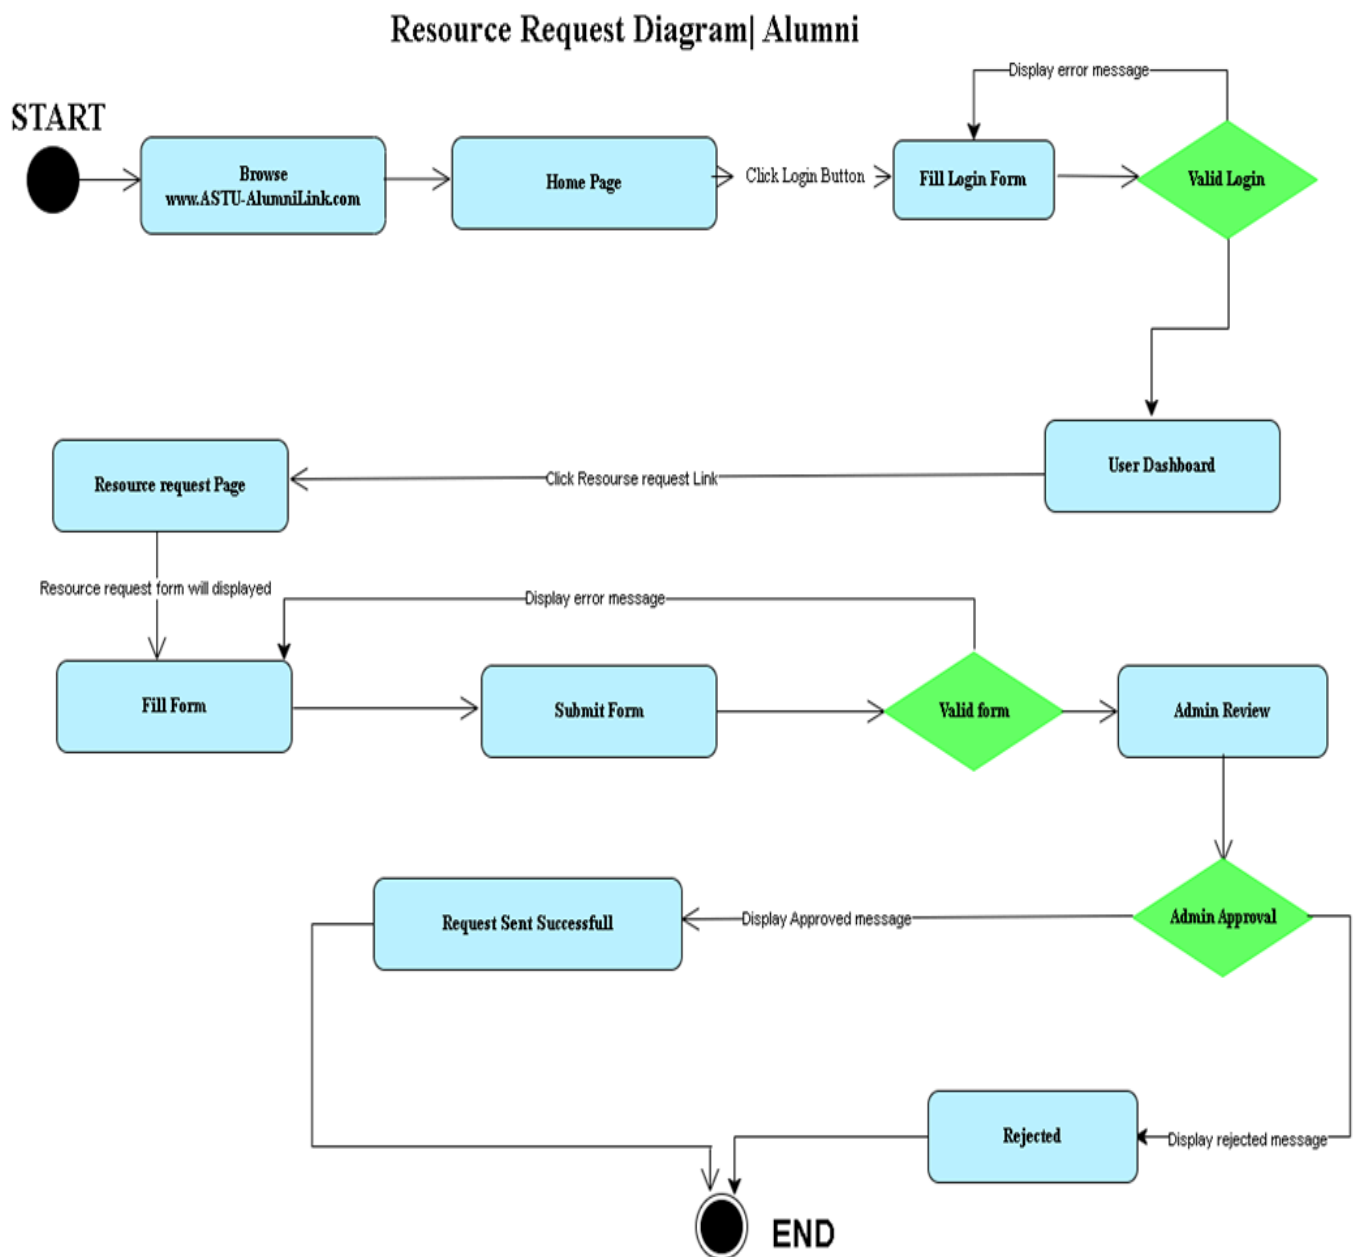 Resource Request Diagram| Alumni
Display error message
START
Browse
www.ASTU-AlumniLink.com
Home Page
Click Login Button
Fill Login Form
Valid Login
User Dashboard
Click Resourse request Link
Resource request Page
Resource request form will displayed
Display error message
Fill Form
Submit Form
Valid form
Admin Review
Admin Approval
Display Approved message
Request Sent Successfull
Rejected
Display rejected message
END